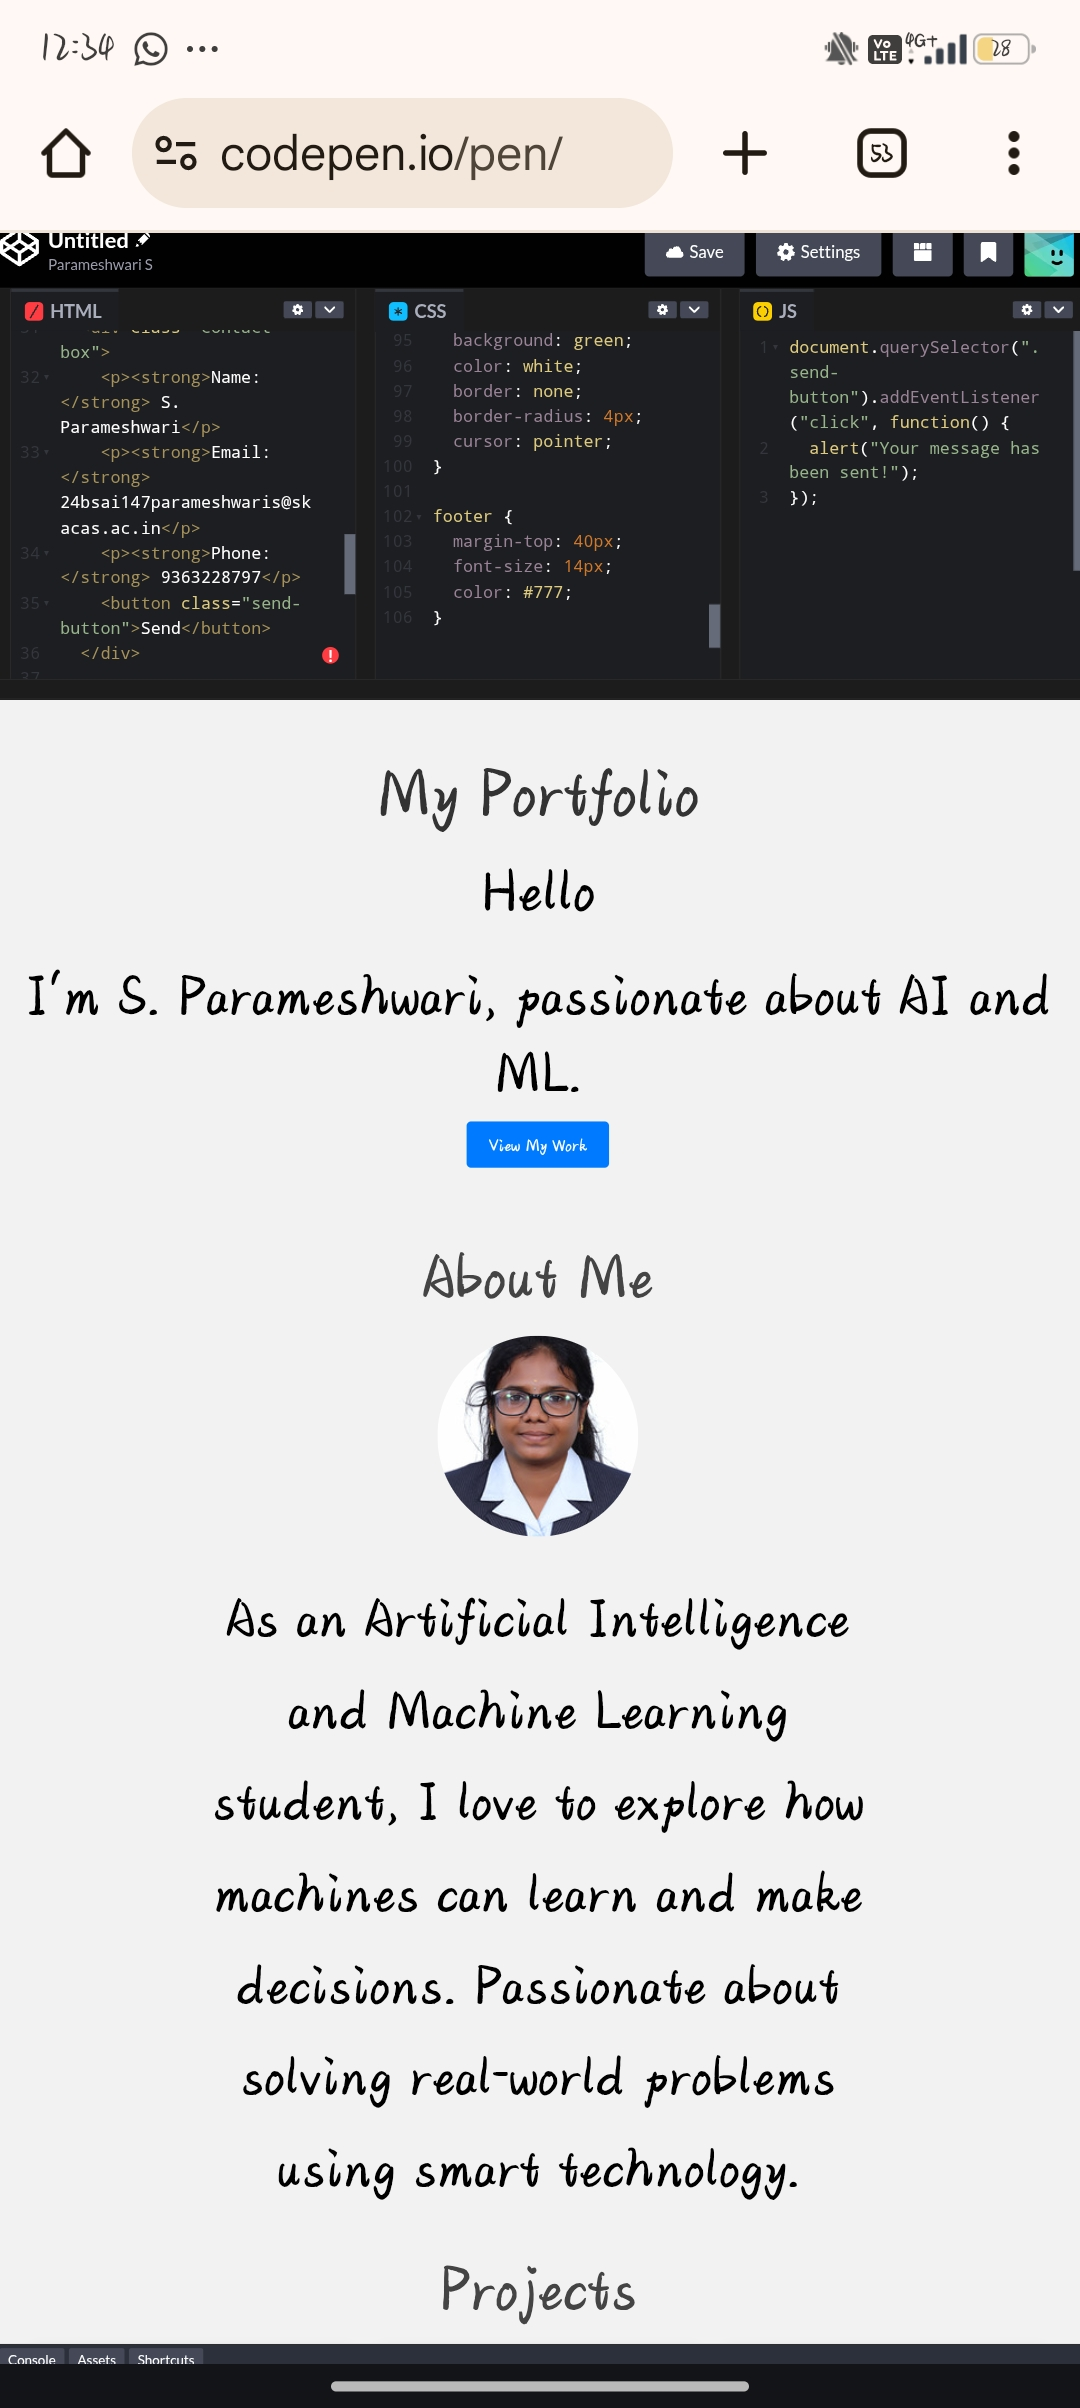 12:34
Vo LTE 4G+ 28
codepen.io/pen/
53
Untitled
Parameshwari S
Save
Settings
HTML
box">
32 <p><strong>Name:
</strong> S.
Parameshwari</p>
33 <p><strong>Email:
</strong>
24bsai147parameshwaris@sk
acas.ac.in</p>
34 <p><strong>Phone:
</strong> 9363228797</p>
35 <button class="send-
button">Send</button>
36 </div>
37
CSS
95 background: green;
96 color: white;
97 border: none;
98 border-radius: 4px;
99 cursor: pointer;
100 }
101
102 footer {
103 margin-top: 40px;
104 font-size: 14px;
105 color: #777;
106 }
JS
1 document.querySelector(".
send-
button").addEventListener
("click", function() {
2 alert("Your message has
been sent!");
3 });
My Portfolio
Hello
I'm S. Parameshwari, passionate about AI and
ML.
View My Work
About Me
As an Artificial Intelligence
and Machine Learning
student, I love to explore how
machines can learn and make
decisions. Passionate about
solving real-world problems
using smart technology.
Projects
Console Assets Shortcuts